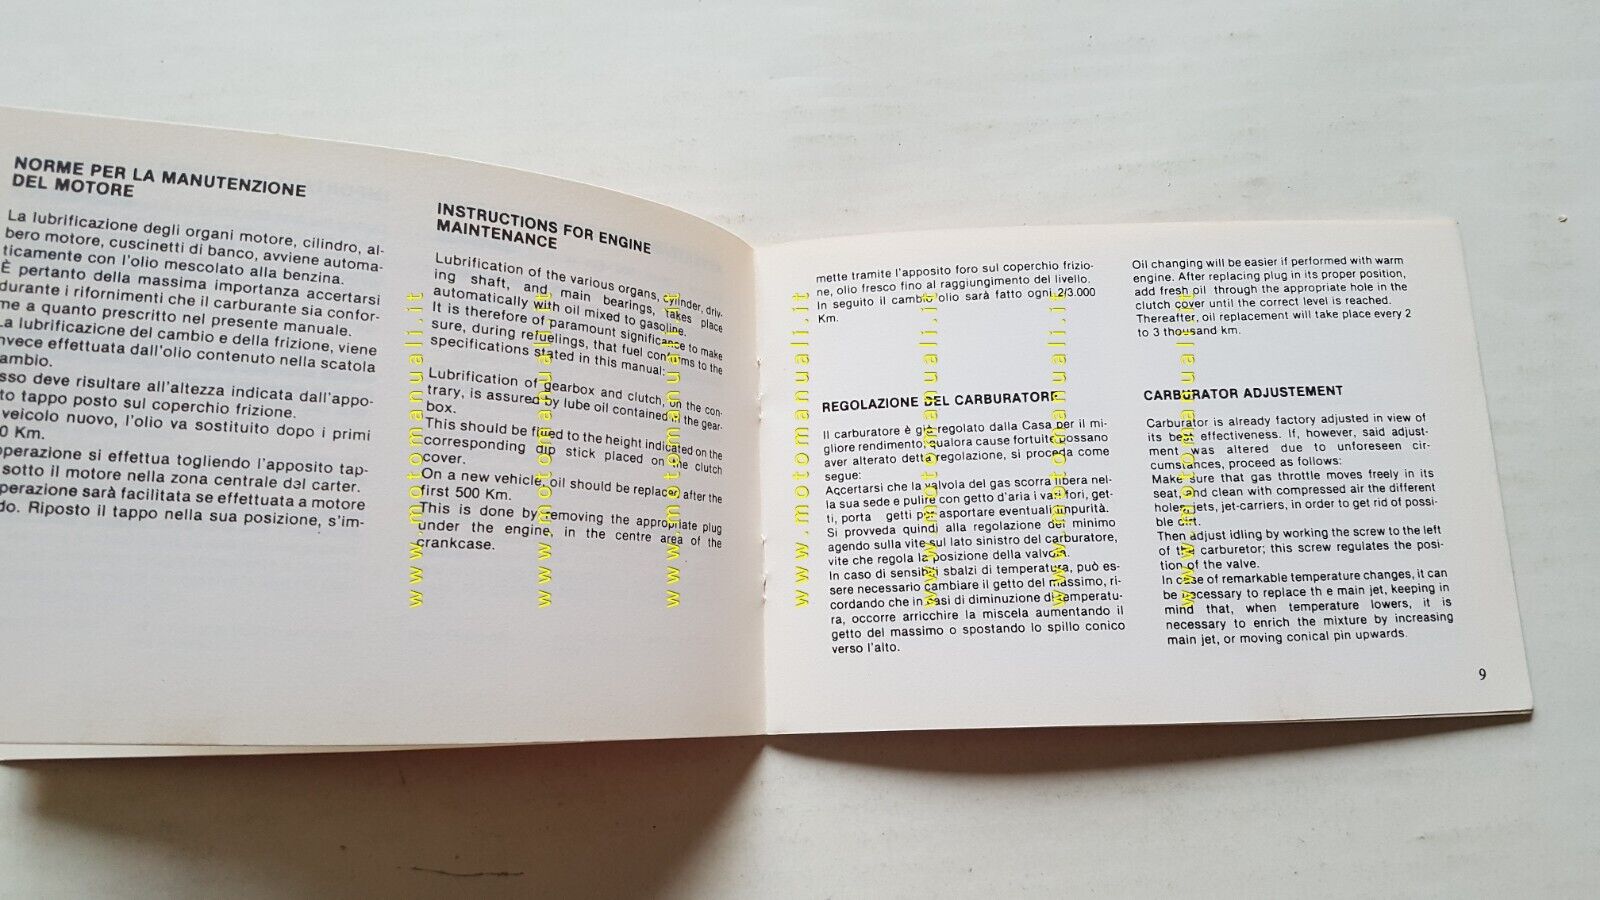 NORME PER LA MANUTENZIONE
DEL MOTORE
La lubrificazione degli organi motore, cilindro, al-
bero motore, cuscinetti di banco, avviene automa-
ticamente con l'olio mescolato alla benzina.
È pertanto della massima importanza accertarsi
durante i rifornimenti che il carburante sia confor-
me a quanto prescritto nel presente manuale.
La lubrificazione del cambio e della frizione, viene
nvece effettuata dall'olio contenuto nella scatola
ambio.
sso deve risultare all'altezza indicata dall'appo-
to tappo posto sul coperchio frizione.
veicolo nuovo, l'olio va sostituito dopo i primi
0 Km.
perazione si effettua togliendo l'apposito tap-
sotto il motore nella zona centrale del carter.
perazione sarà facilitata se effettuata a motore
do. Riposto il tappo nella sua posizione, s'im-
INSTRUCTIONS FOR ENGINE
MAINTENANCE
Lubrification of the various organs, cylinder, driv-
ing shaft, and main bearings, takes place
automatically with oil mixed to gasoline.
It is therefore of paramount significance to make
sure, during refuellings, that fuel conforms to the
specifications stated in this manual:
Lubrification of gearbox and clutch, on the con-
trary, is assured by lube oil contained in the gear-
box.
This should be filled to the height indicated on the
corresponding dip stick placed on the clutch
cover.
On a new vehicle, oil should be replaced after the
first 500 Km.
This is done by removing the appropriate plug
under the engine, in the centre area of the
crankcase.
mette tramite l'apposito foro sul coperchio frizio-
ne, olio fresco fino al raggiungimento del livello.
In seguito il cambio olio sarà fatto ogni 2/3.000
Km.
REGOLAZIONE DEL CARBURATORE
Il carburatore è già regolato dalla Casa per il mi-
gliore rendimento, qualora cause fortuite possano
aver alterato detta regolazione, si proceda come
segue:
Accertarsi che la valvola del gas scorra libera nel-
la sua sede e pulire con getto d'aria i vari fori, get-
ti, porta getti per asportare eventuali impurità.
Si provveda quindi alla regolazione del minimo
agendo sulla vite sul lato sinistro del carburatore,
vite che regola la posizione della valvola.
In caso di sensibili sbalzi di temperatura, può es-
sere necessario cambiare il getto del massimo, ri-
cordando che in casi di diminuzione di temperatu-
ra, occorre arricchire la miscela aumentando il
getto del massimo o spostando lo spillo conico
verso l'alto.
Oil changing will be easier if performed with warm
engine. After replacing plug in its proper position,
add fresh oil through the appropriate hole in the
clutch cover until the correct level is reached.
Thereafter, oil replacement will take place every 2
to 3 thousand km.
CARBURATOR ADJUSTEMENT
Carburator is already factory adjusted in view of
its best effectiveness. If, however, said adjust-
ment was altered due to unforeseen cir-
cumstances, proceed as follows:
Make sure that gas throttle moves freely in its
seat, and clean with compressed air the different
holes, jets, jet-carriers, in order to get rid of possi-
ble dirt.
Then adjust idling by working the screw to the left
of the carburetor; this screw regulates the posi-
tion of the valve.
In case of remarkable temperature changes, it can
be necessary to replace th e main jet, keeping in
mind that, when temperature lowers, it is
necessary to enrich the mixture by increasing
main jet, or moving conical pin upwards.
9
www.motomanuali.it
www.motomanuali.it
www.motomanuali.it
www.motomanuali.it
www.motomanuali.it
www.motomanuali.it
www.motomanuali.it